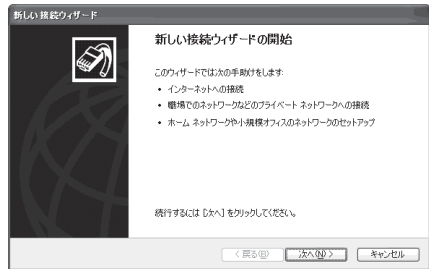 新しい接続ウィザード
新しい接続ウィザードの開始
このウィザードでは次の手助けをします:
• インターネットへの接続
• 職場でのネットワークなどのプライベート ネットワークへの接続
• ホーム ネットワークや小規模オフィスのネットワークのセットアップ
続行するには [次へ] をクリックしてください。
< 戻る(B) 次へ(N) > キャンセル